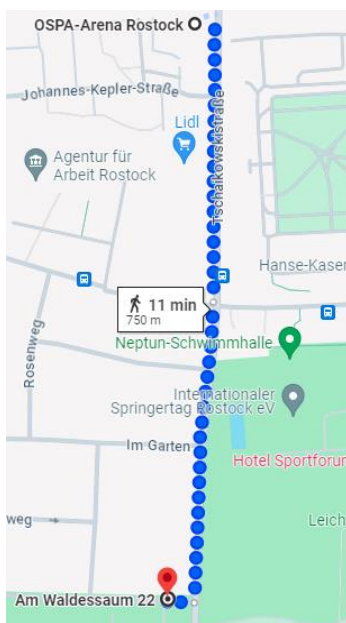 OSPA-Arena Rostock
Johannes-Kepler-Straße
Lidl
Tschaikowskistraße
Agentur für
Arbeit Rostock
Hanse-Kaser
11 min
750 m
Neptun-Schwimmhalle
Rosenweg
Internationaler
Springertag Rostock eV
Im Garten
Hotel Sportforum
weg
Leich
Am Waldessaum 22